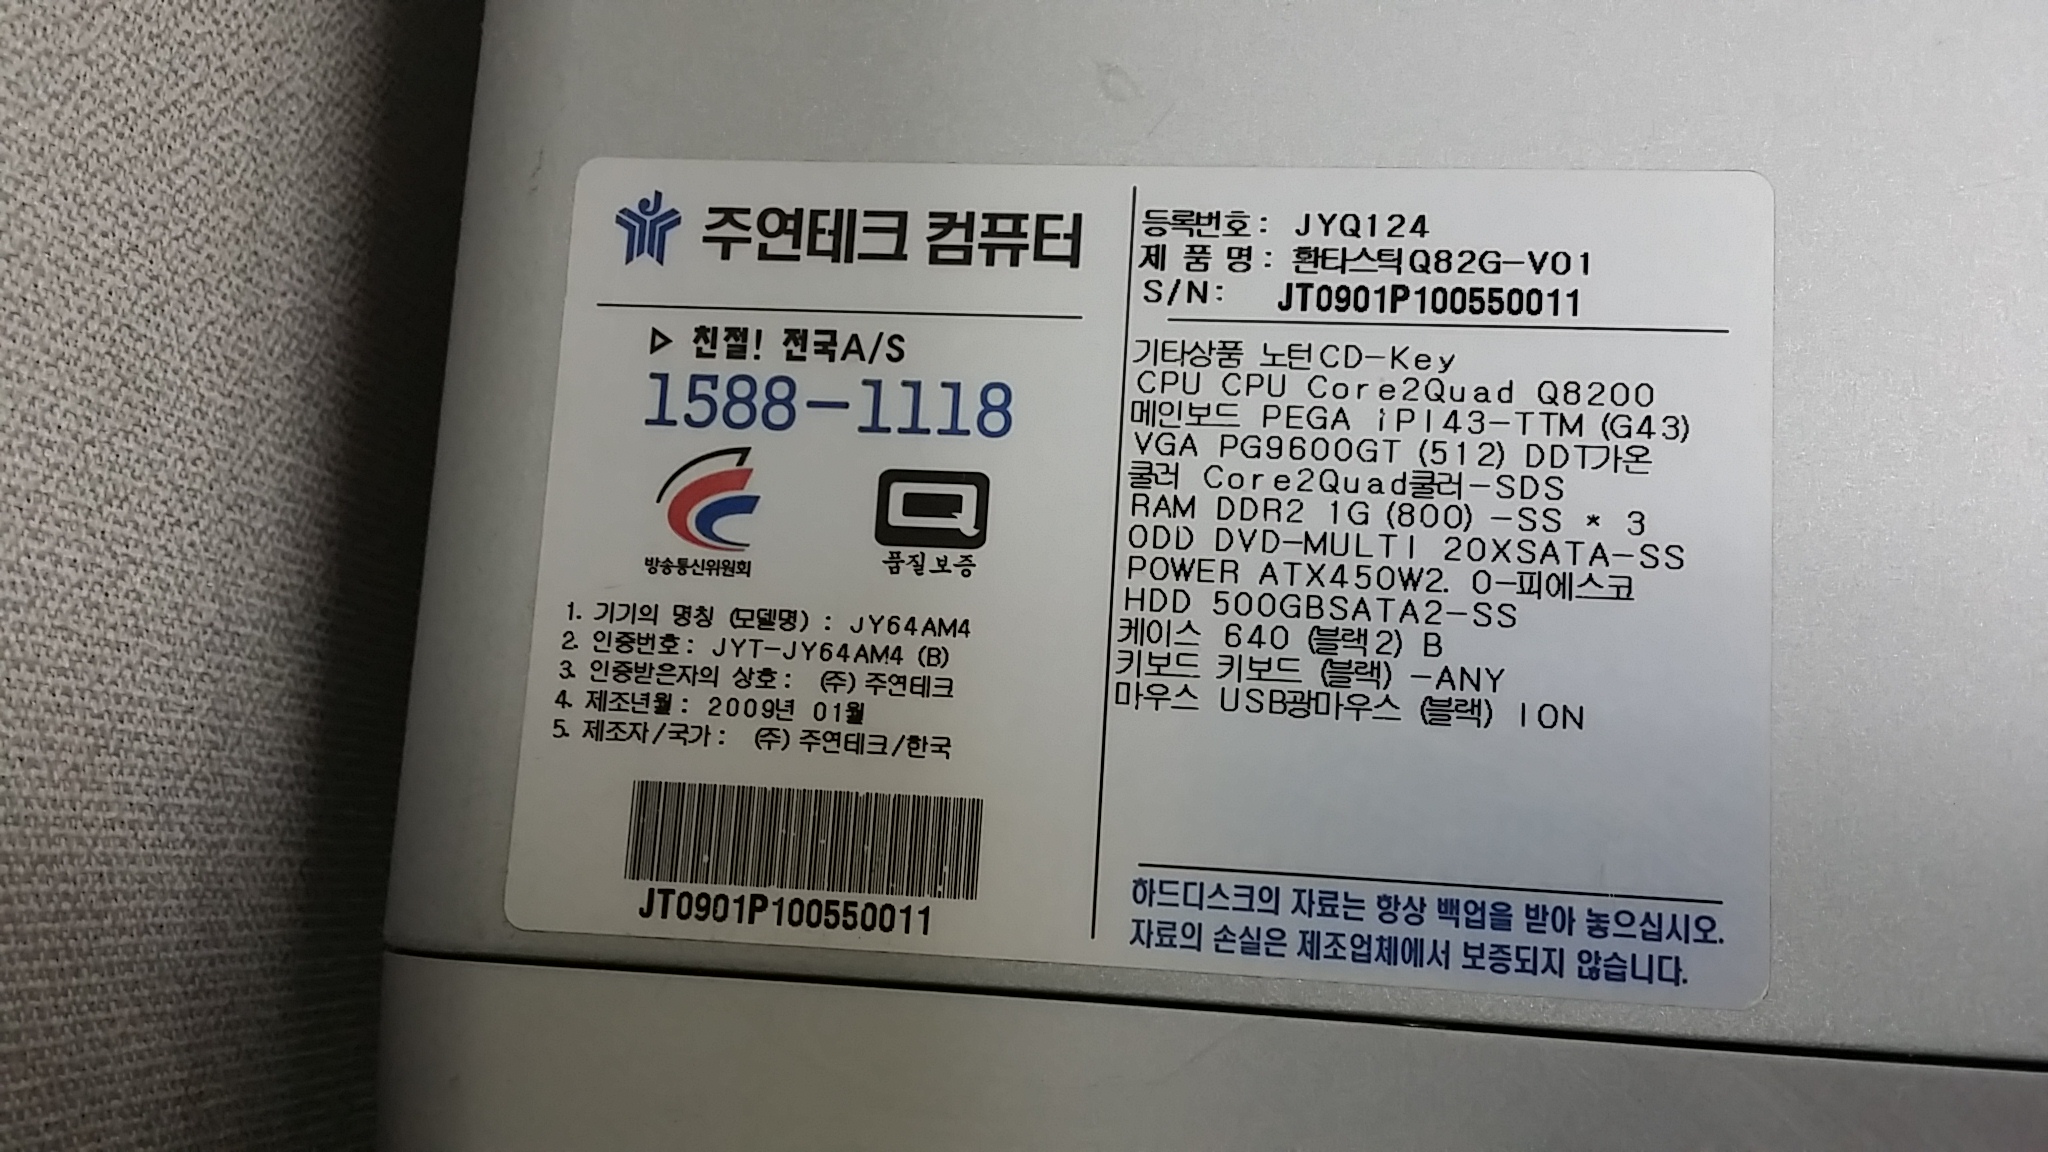 주연테크 컴퓨터
▷ 친절! 전국A/S
1588-1118
방송통신위원회
Q
품질보증
1. 기기의 명칭 (모델명) : JY64AM4
2. 인증번호 : JYT-JY64AM4 (B)
3. 인증받은자의 상호 : (주) 주연테크
4. 제조년월 : 2009년 01월
5. 제조자/국가 : (주) 주연테크/한국
JT0901P100550011
등록번호 : JYQ124
제 품 명 : 환타스틱Q82G-V01
S/N: JT0901P100550011
기타상품 노턴CD-Key
CPU CPU Core2Quad Q8200
메인보드 PEGA iPI43-TTM (G43)
VGA PG9600GT (512) DDT가온
쿨러 Core2Quad쿨러-SDS
RAM DDR2 1G (800) -SS * 3
ODD DVD-MULTI 20XSATA-SS
POWER ATX450W2. 0-피에스코
HDD 500GBSATA2-SS
케이스 640 (블랙2) B
키보드 키보드 (블랙) -ANY
마우스 USB광마우스 (블랙) ION
하드디스크의 자료는 항상 백업을 받아 놓으십시오.
자료의 손실은 제조업체에서 보증되지 않습니다.